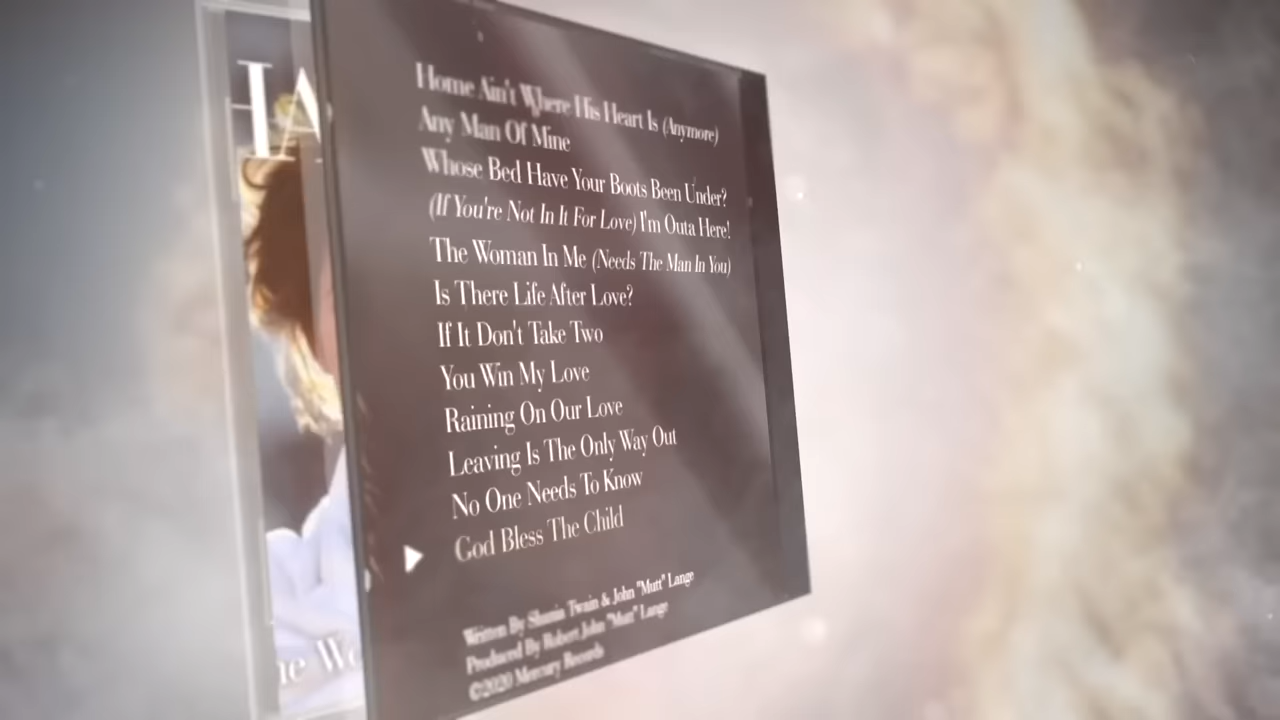 HA
Home Ain't Where His Heart Is (Anymore)
Any Man Of Mine
Whose Bed Have Your Boots Been Under?
(If You're Not In It For Love) I'm Outa Here!
The Woman In Me (Needs The Man In You)
Is There Life After Love?
If It Don't Take Two
You Win My Love
Raining On Our Love
Leaving Is The Only Way Out
No One Needs To Know
God Bless The Child
Written By Shania Twain & John "Mutt" Lange
Produced By Robert John "Mutt" Lange
©2020 Mercury Records
he Wo